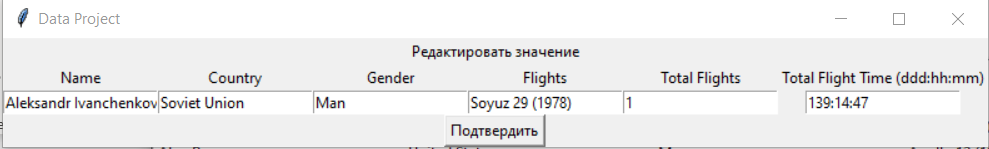 Data Project
Редактировать значение
Name Country Gender Flights Total Flights Total Flight Time (ddd:hh:mm)
Aleksandr Ivanchenkov Soviet Union Man Soyuz 29 (1978) 1 139:14:47
Подтвердить